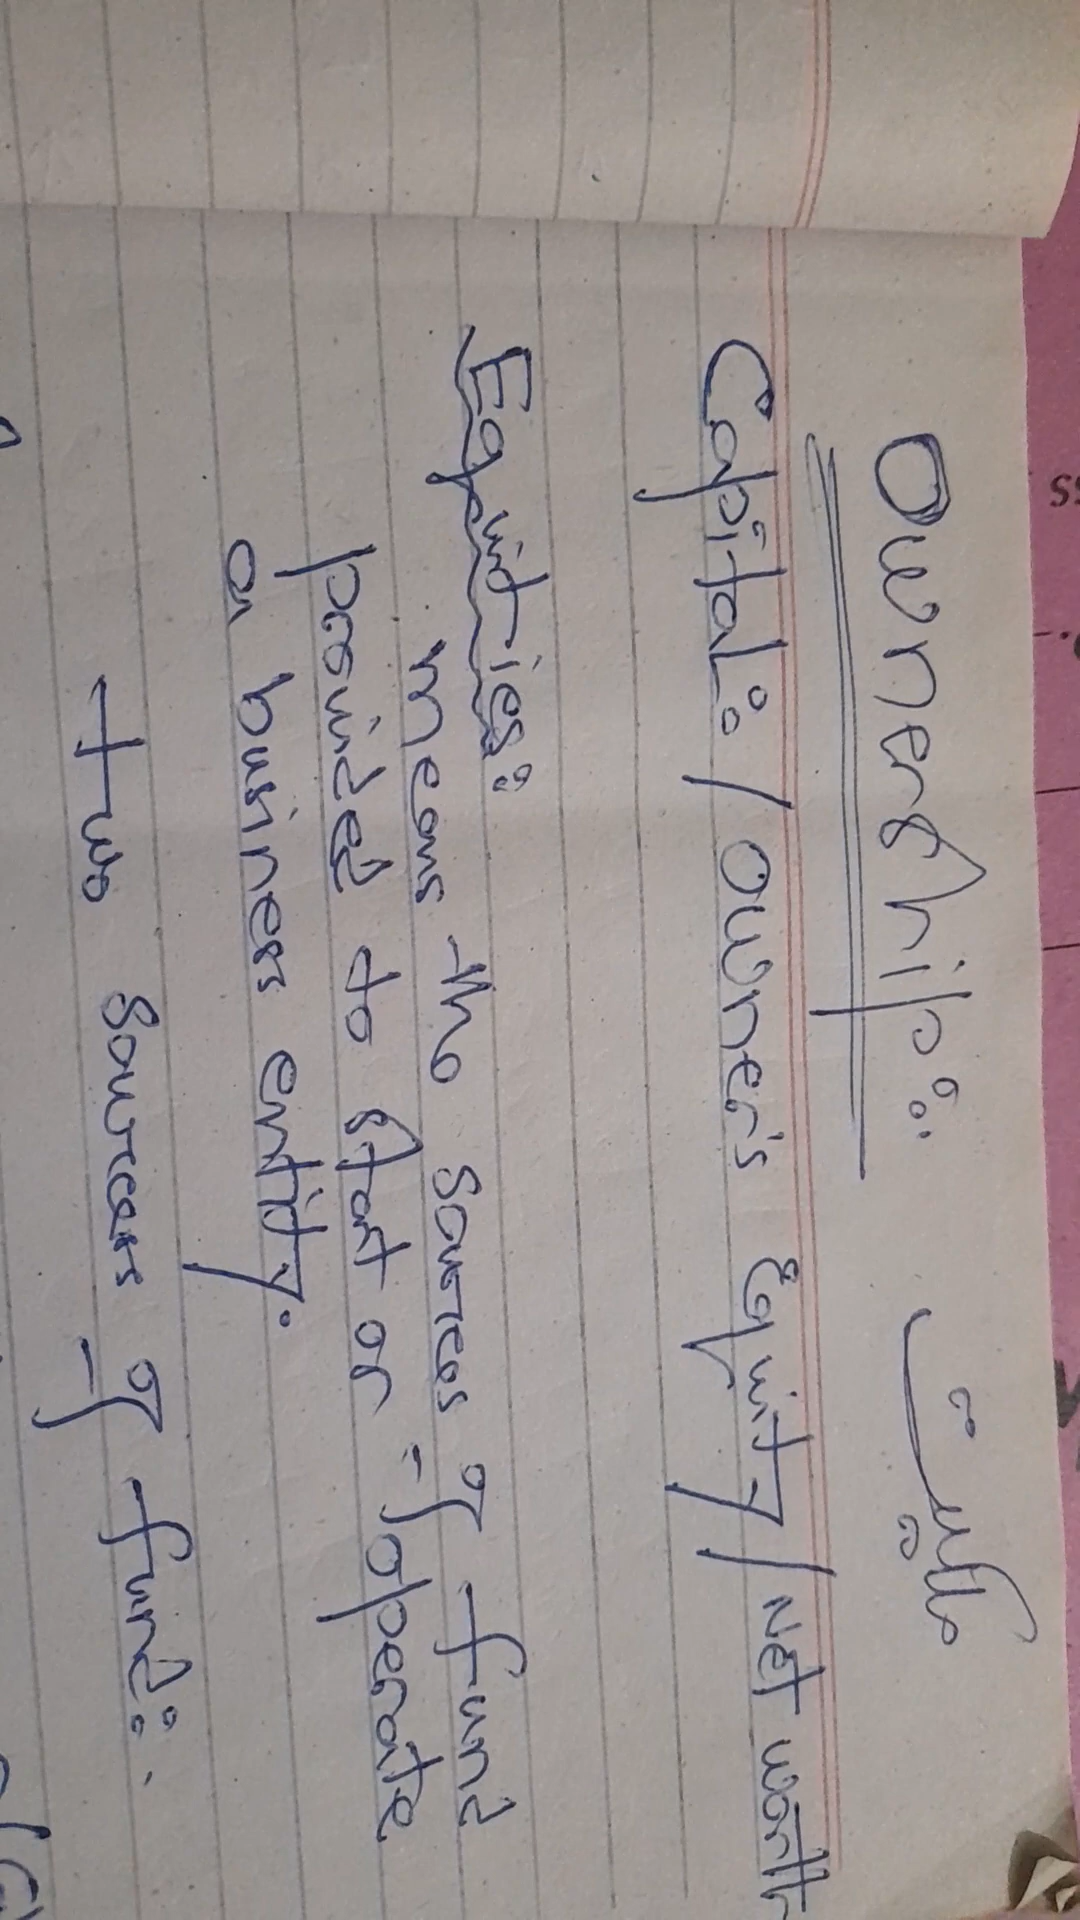 Ownership:
Capital: / owner's Equity / Net worth
Equities:
means the sources of fund
provided to start or operate
a business entity.
two sources of fund: